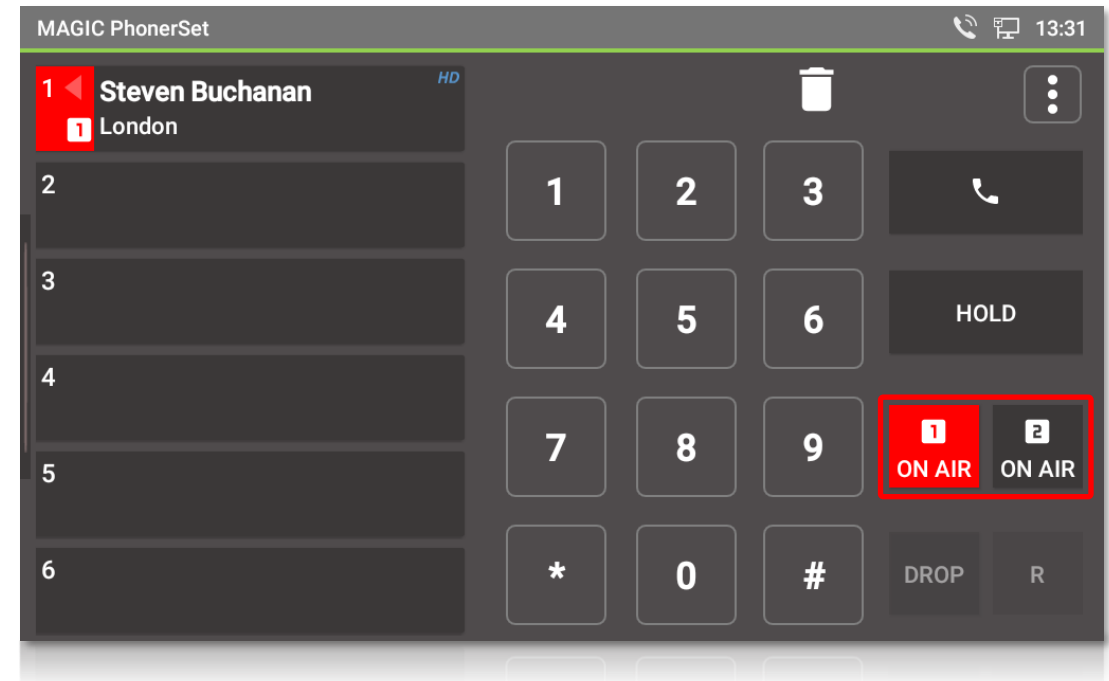 MAGIC PhonerSet
13:31
1
Steven Buchanan
HD
1
London
2
3
4
5
6
1 2 3
4 5 6
HOLD
7 8 9
1 2
ON AIR ON AIR
* 0 #
DROP R